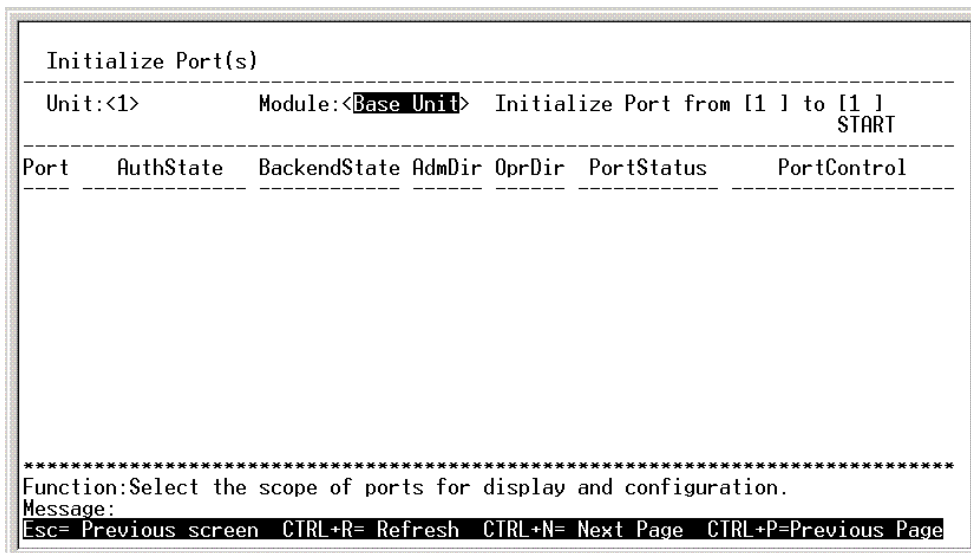 Initialize Port(s)
Unit:<1> Module:<Base Unit> Initialize Port from [1 ] to [1 ]
START
Port AuthState BackendState AdmDir OprDir PortStatus PortControl
********************************************************************************
Function:Select the scope of ports for display and configuration.
Message:
Esc= Previous screen CTRL+R= Refresh CTRL+N= Next Page CTRL+P=Previous Page